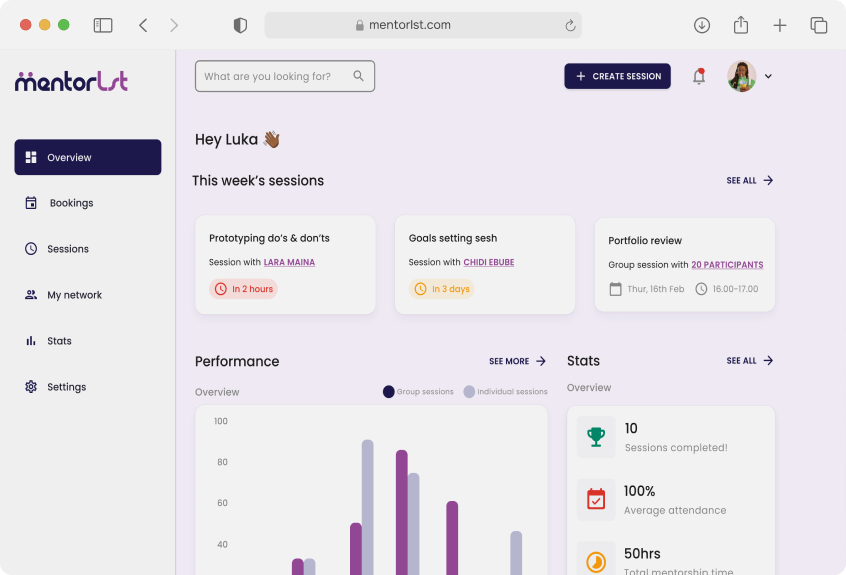 mentorlst.com
mentorLst
What are you looking for?
CREATE SESSION
Overview
Bookings
Sessions
My network
Stats
Settings
Hey Luka 👋🏾
This week's sessions
SEE ALL
Prototyping do's & don'ts
Session with LARA MAINA
In 2 hours
Goals setting sesh
Session with CHIDI EBUBE
In 3 days
Portfolio review
Group session with 20 PARTICIPANTS
Thur, 16th Feb
16.00-17.00
Performance
SEE MORE
Overview
Group sessions
Individual sessions
100
80
60
40
Stats
SEE ALL
Overview
10
Sessions completed!
100%
Average attendance
50hrs
Total mentorship time